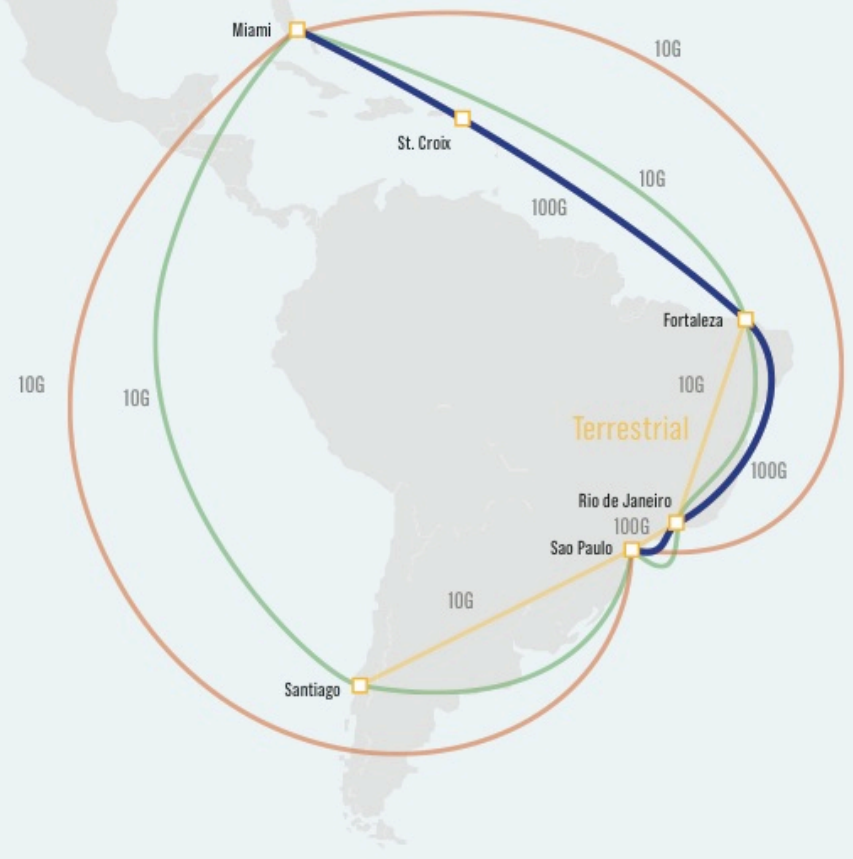 Miami
10G
St. Croix
10G
100G
Fortaleza
10G
10G
10G
Terrestrial
100G
Rio de Janeiro
100G
Sao Paulo
10G
Santiago